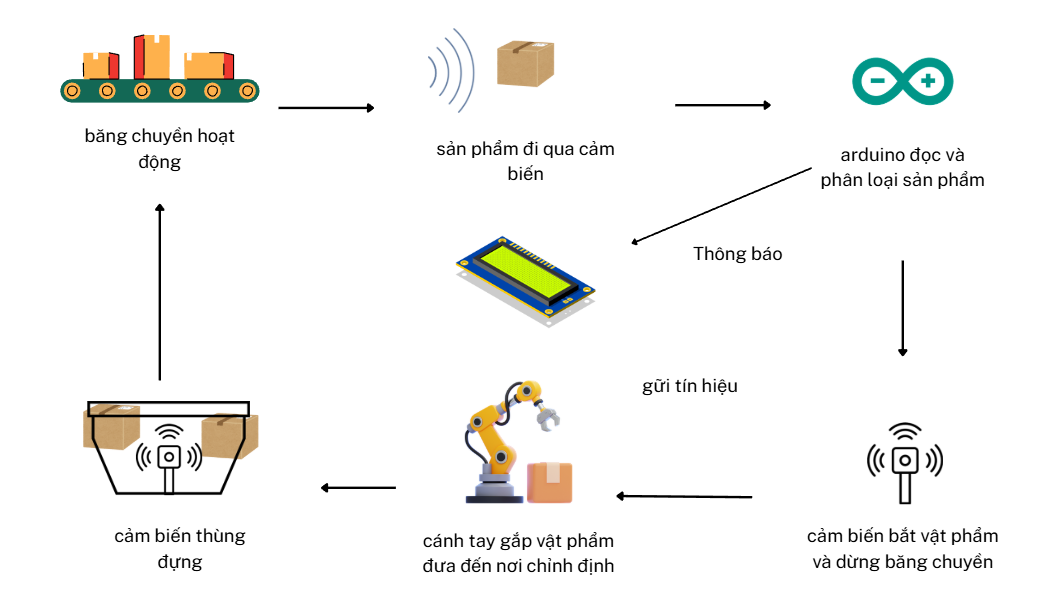 băng chuyền hoạt
động
sản phẩm đi qua cảm
biến
arduino đọc và
phân loại sản phẩm
Thông báo
gữi tín hiệu
cảm biến thùng
đựng
cánh tay gắp vật phẩm
đưa đến nơi chỉnh định
cảm biến bắt vật phẩm
và dừng băng chuyền